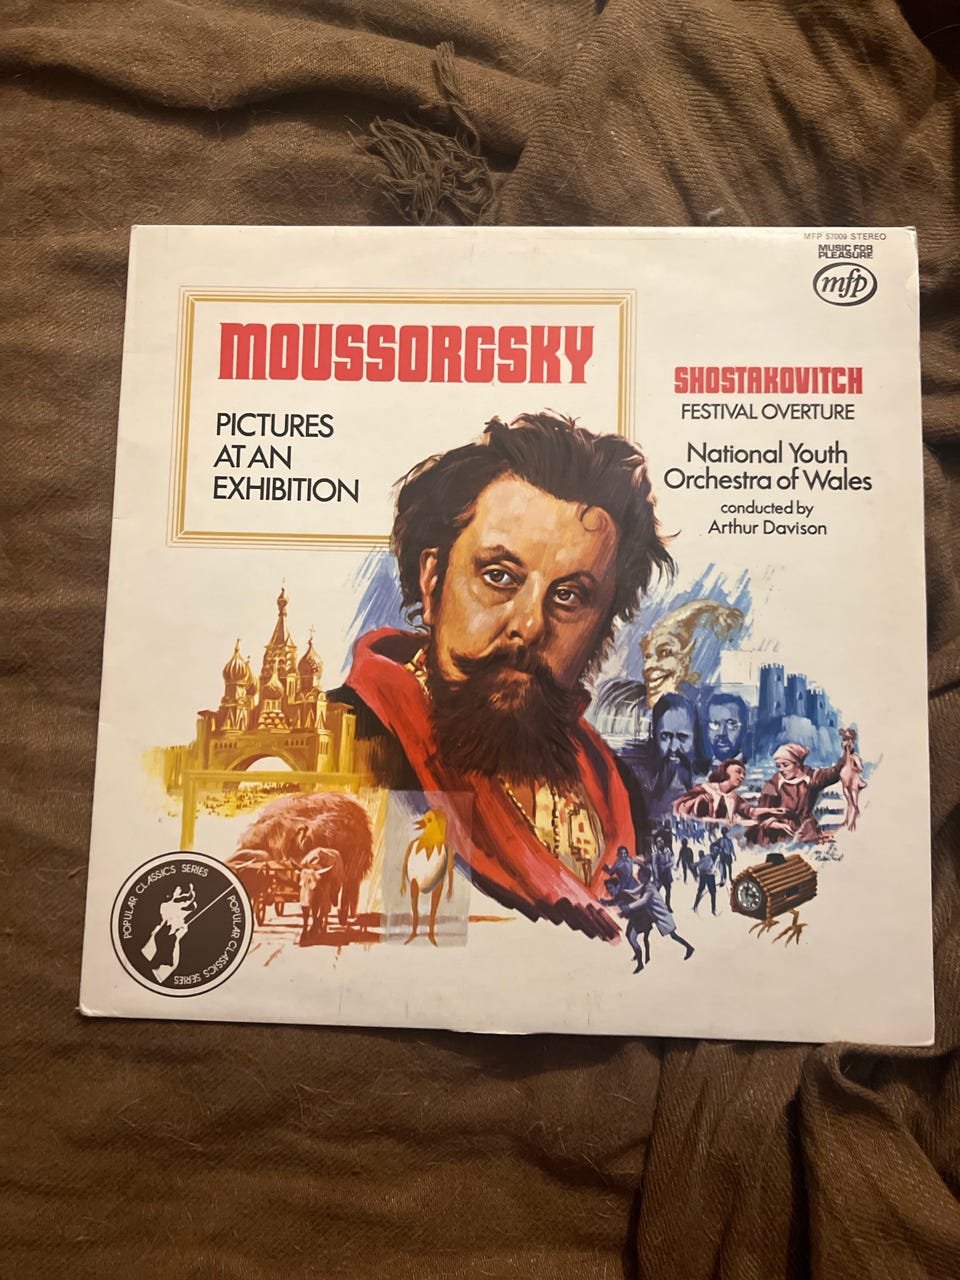 MFP 57009 STEREO
MUSIC FOR
PLEASURE
mfp
MOUSSORGSKY
PICTURES
AT AN
EXHIBITION
SHOSTAKOVITCH
FESTIVAL OVERTURE
National Youth
Orchestra of Wales
conducted by
Arthur Davison
POPULAR CLASSICS SERIES
POPULAR CLASSICS SERIES